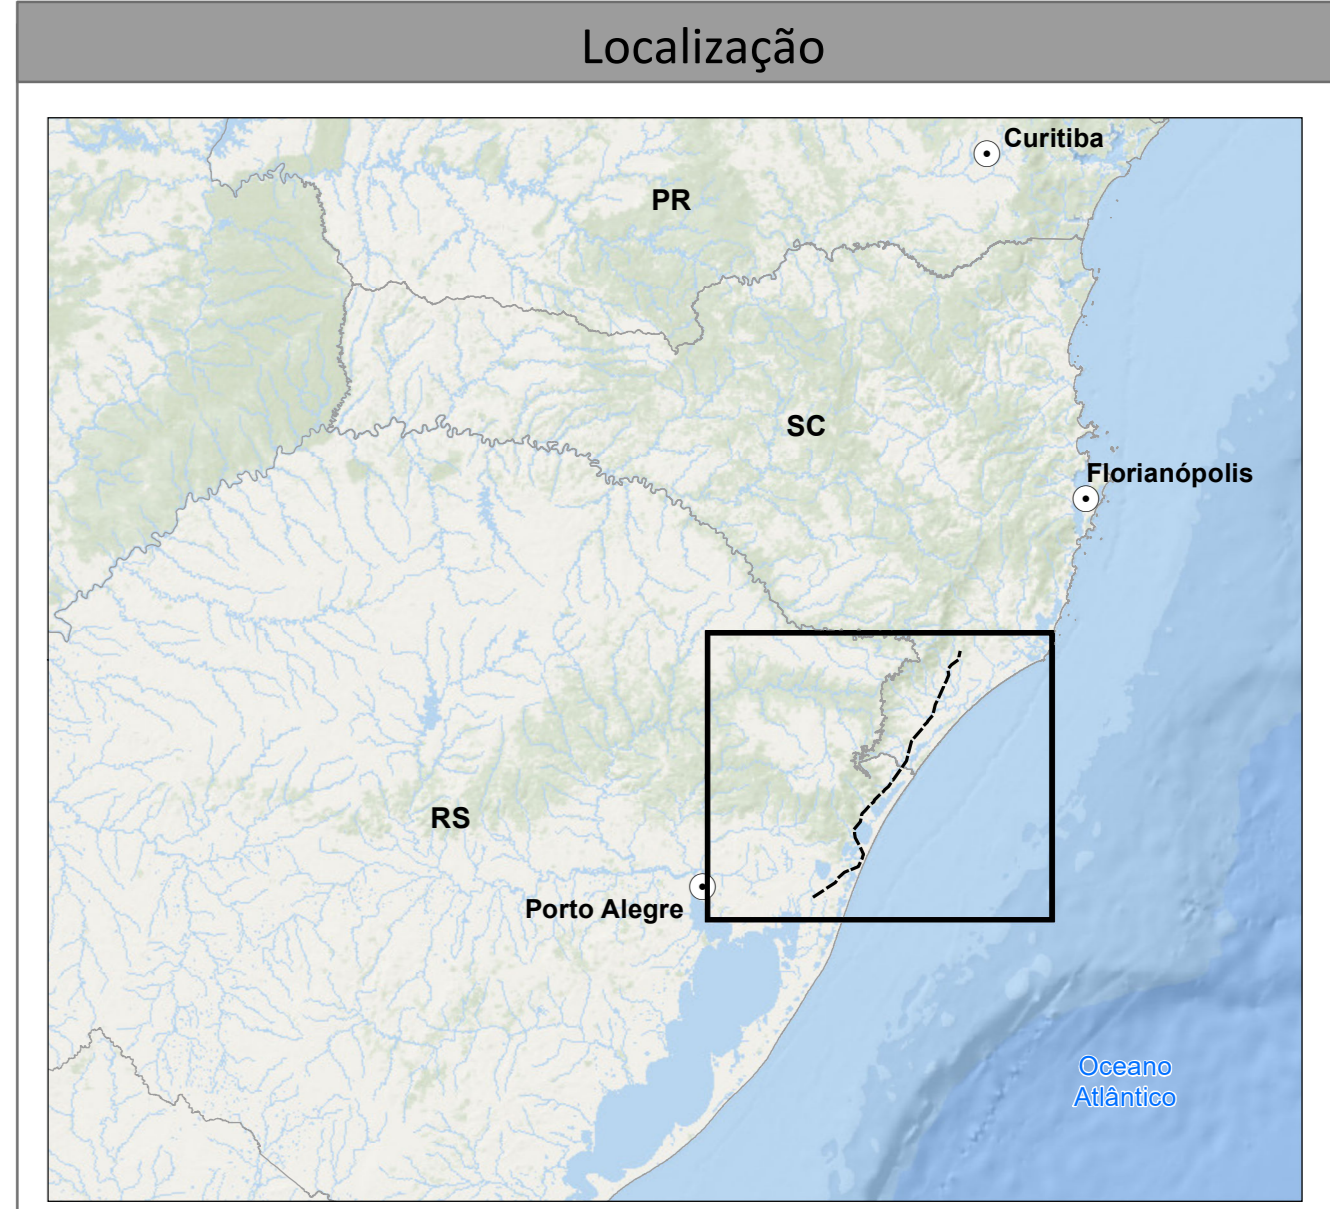 Localização
Curitiba
PR
SC
Florianópolis
RS
Porto Alegre
Oceano
Atlântico